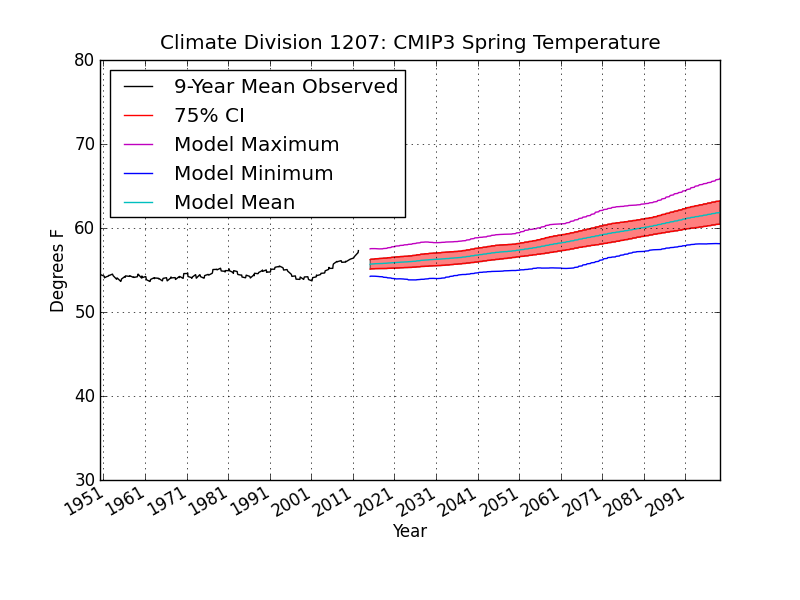 Climate Division 1207: CMIP3 Spring Temperature
80
70
60
50
40
30
Degrees F
9-Year Mean Observed
75% CI
Model Maximum
Model Minimum
Model Mean
1951 1961 1971 1981 1991 2001 2011 2021 2031 2041 2051 2061 2071 2081 2091
Year